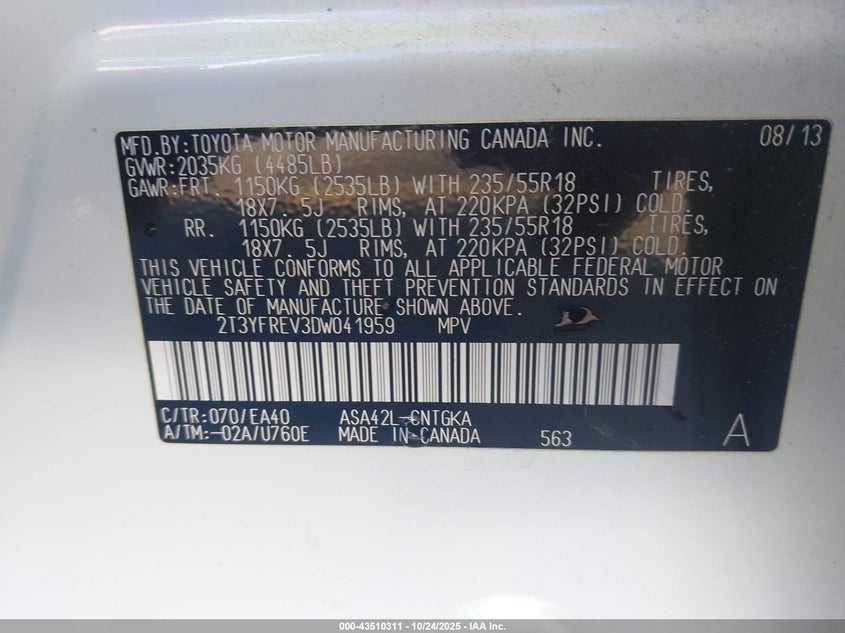 MFD.BY:TOYOTA MOTOR MANUFACTURING CANADA INC. 08/13
GVWR:2035KG (4485LB)
GAWR:FRT. 1150KG (2535LB) WITH 235/55R18 TIRES,
18X7.5J RIMS, AT 220KPA (32PSI) COLD.
RR. 1150KG (2535LB) WITH 235/55R18 TIRES,
18X7.5J RIMS, AT 220KPA (32PSI) COLD.
THIS VEHICLE CONFORMS TO ALL APPLICABLE FEDERAL MOTOR
VEHICLE SAFETY AND THEFT PREVENTION STANDARDS IN EFFECT ON
THE DATE OF MANUFACTURE SHOWN ABOVE.
2T3YFREV3DW041959 MPV
C/TR:070/EA40 ASA42L-CNTGKA
A/TM:-02A/U760E MADE IN CANADA 563 A
000-43510311 - 10/24/2025 - IAA Inc.